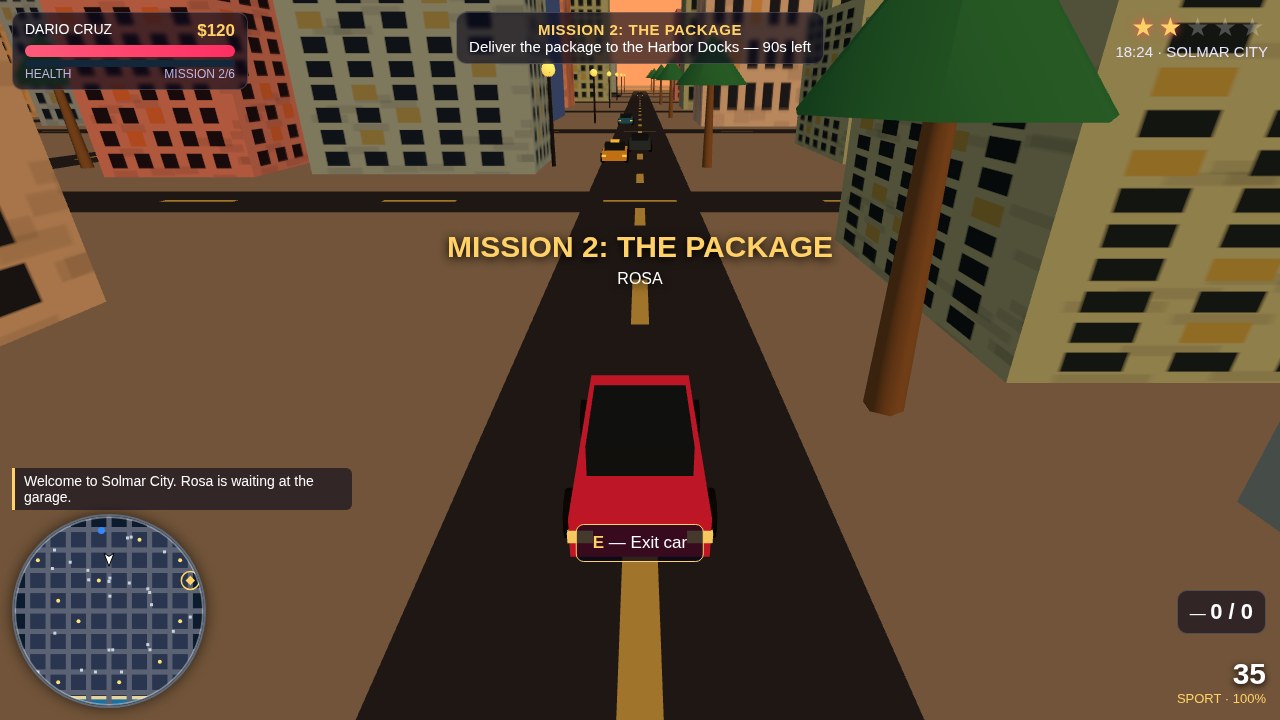 DARIO CRUZ $120
HEALTH MISSION 2/6
MISSION 2: THE PACKAGE
Deliver the package to the Harbor Docks — 90s left
18:24 · SOLMAR CITY
MISSION 2: THE PACKAGE
ROSA
Welcome to Solmar City. Rosa is waiting at the
garage.
E — Exit car
— 0 / 0
35
SPORT · 100%